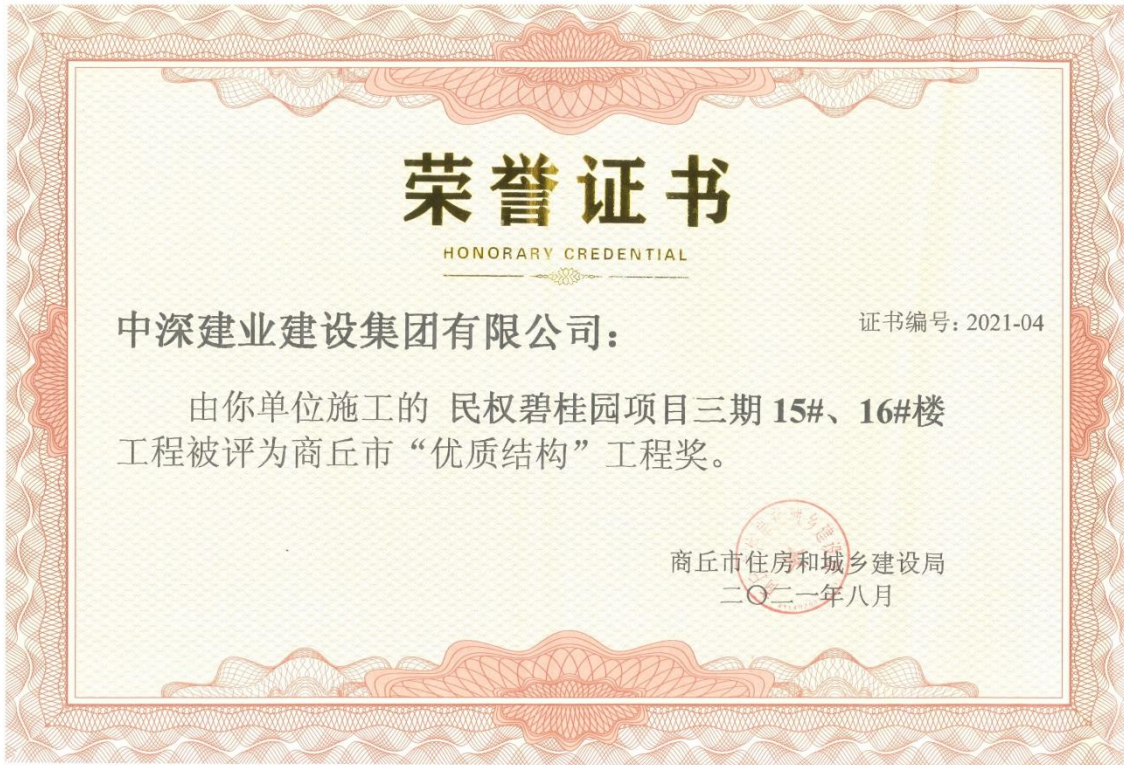 荣誉证书
HONORARY CREDENTIAL
中深建业建设集团有限公司：
证书编号：2021-04
由你单位施工的 民权碧桂园项目三期 15#、16#楼
工程被评为商丘市“优质结构”工程奖。
商丘市住房和城乡建设局
二〇二一年八月